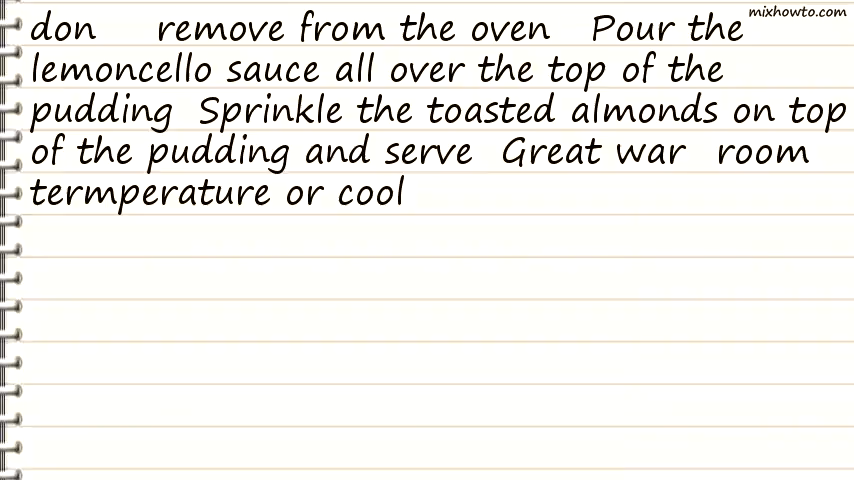 mixhowto.com
don remove from the oven Pour the
lemoncello sauce all over the top of the
pudding Sprinkle the toasted almonds on top
of the pudding and serve Great war room
termperature or cool